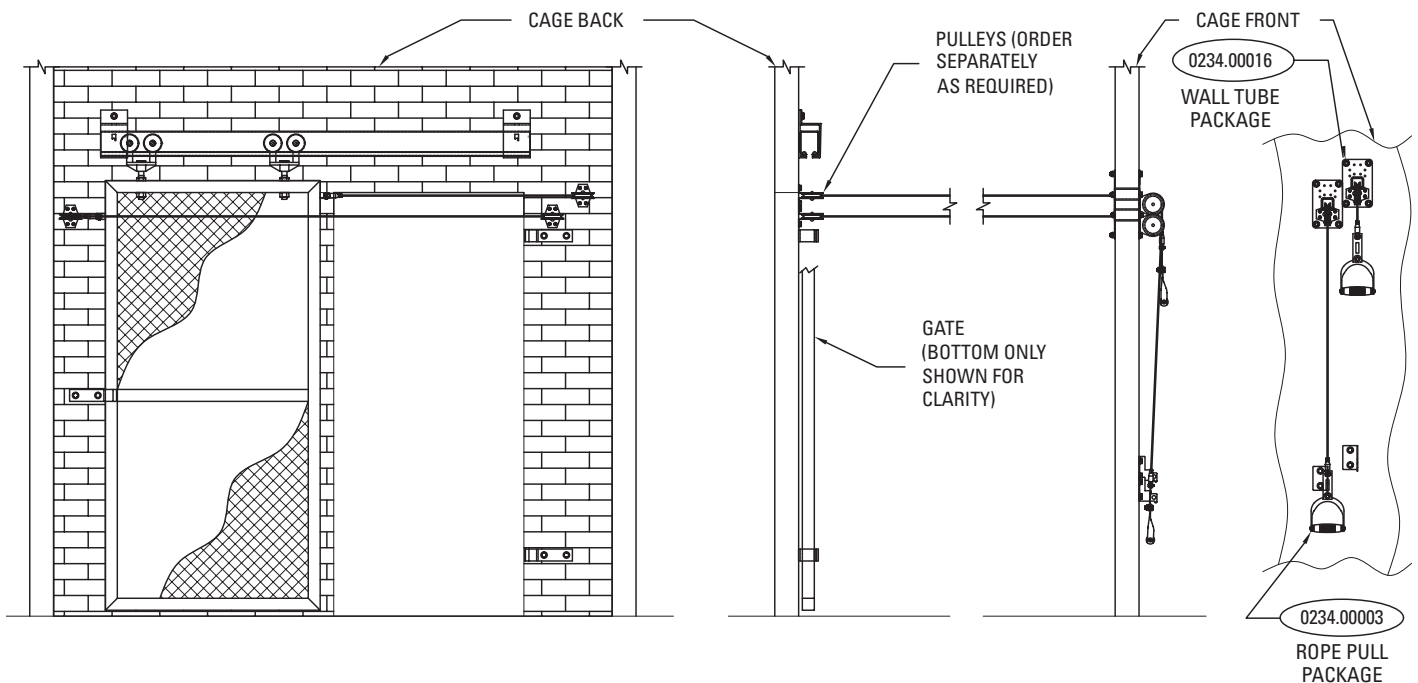 CAGE BACK
PULLEYS (ORDER
SEPARATELY
AS REQUIRED)
CAGE FRONT
0234.00016
WALL TUBE
PACKAGE
GATE
(BOTTOM ONLY
SHOWN FOR
CLARITY)
0234.00003
ROPE PULL
PACKAGE